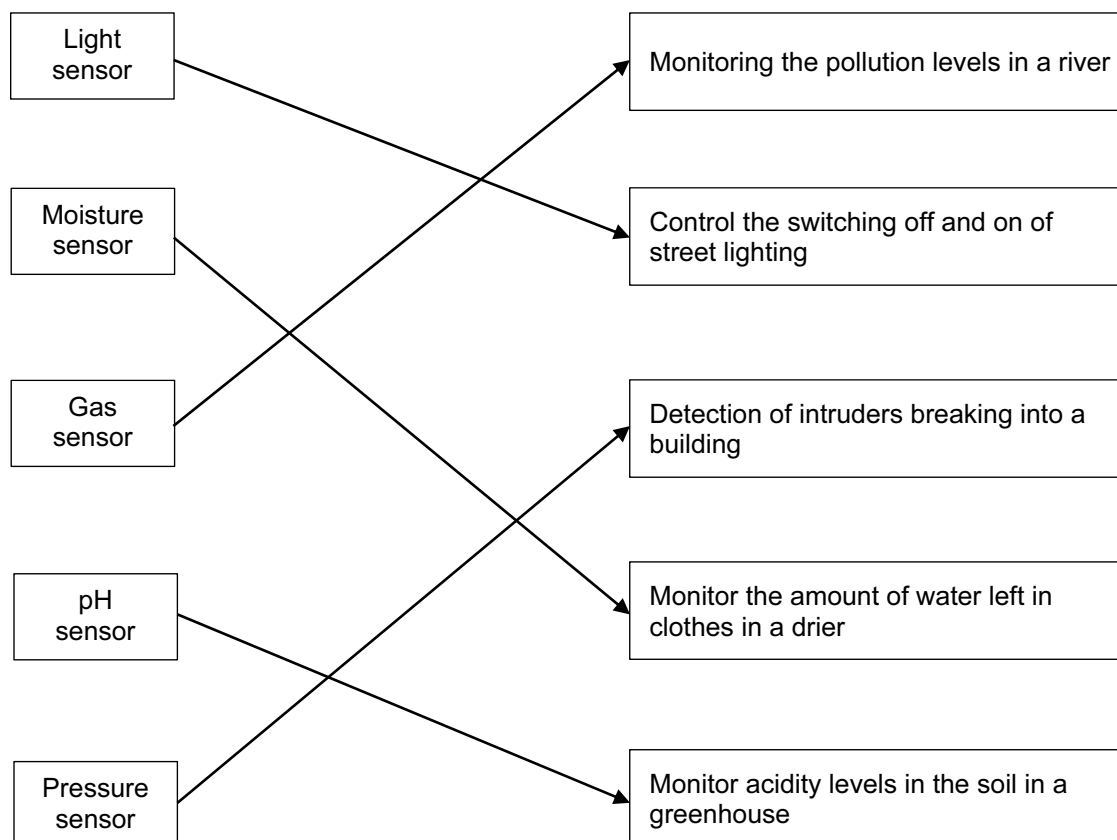 Light
sensor
Monitoring the pollution levels in a river
Moisture
sensor
Control the switching off and on of
street lighting
Gas
sensor
Detection of intruders breaking into a
building
pH
sensor
Monitor the amount of water left in
clothes in a drier
Pressure
sensor
Monitor acidity levels in the soil in a
greenhouse